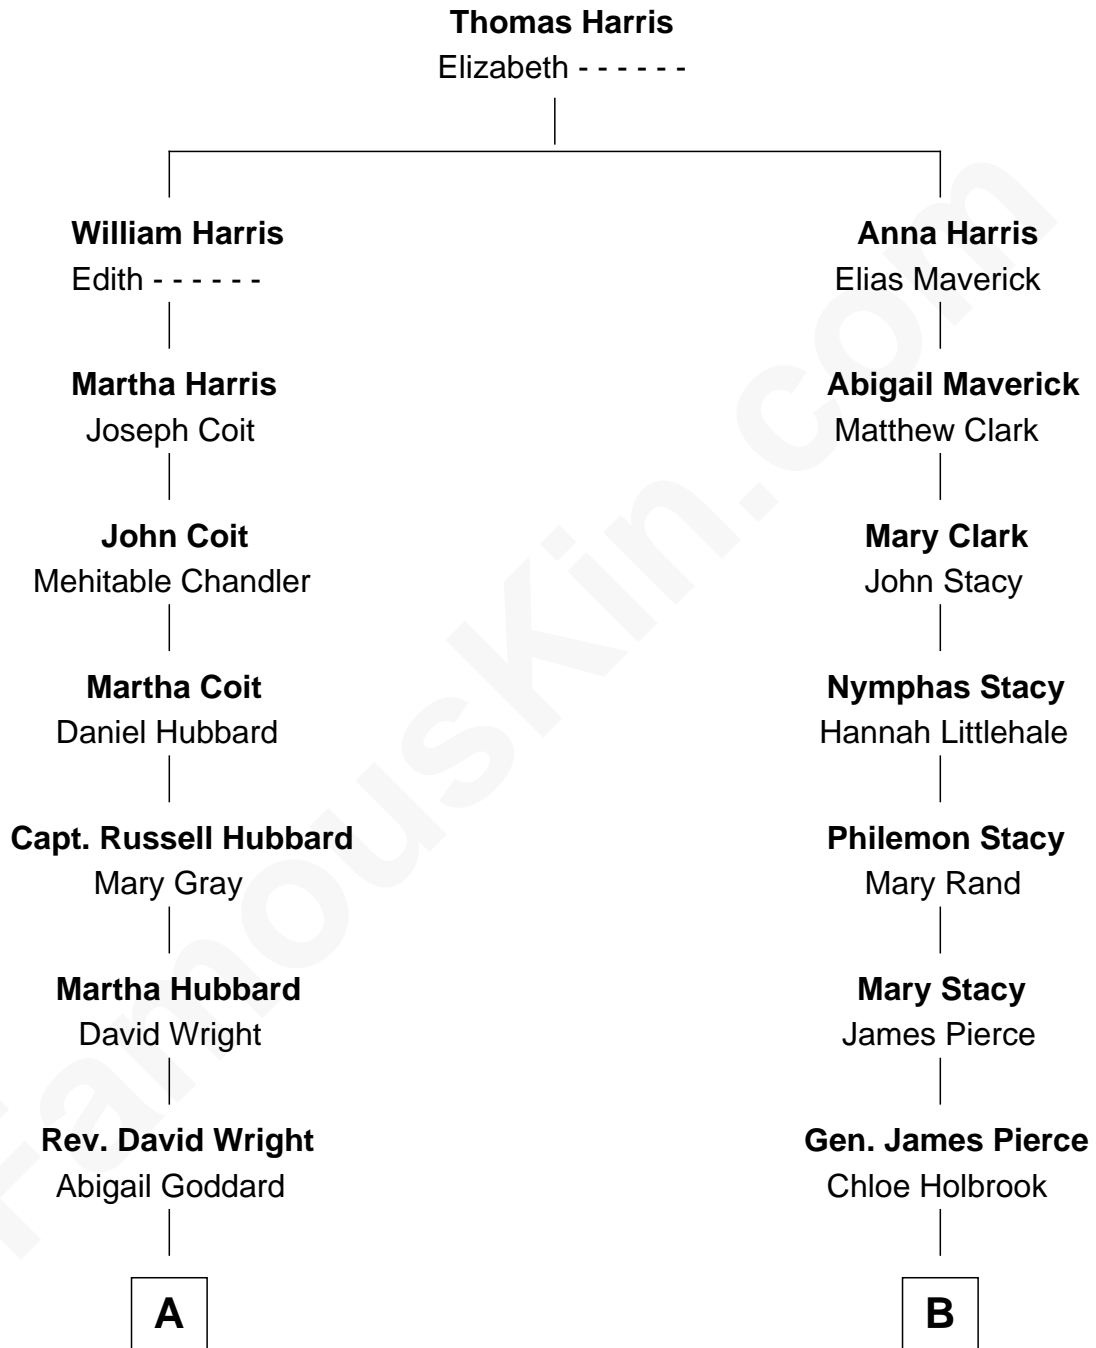 Thomas Harris
Elizabeth - - - - - -
William Harris
Edith - - - - - -
Anna Harris
Elias Maverick
Martha Harris
Joseph Coit
Abigail Maverick
Matthew Clark
John Coit
Mehitable Chandler
Mary Clark
John Stacy
Martha Coit
Daniel Hubbard
Nymphas Stacy
Hannah Littlehale
Capt. Russell Hubbard
Mary Gray
Philemon Stacy
Mary Rand
Martha Hubbard
David Wright
Mary Stacy
James Pierce
Rev. David Wright
Abigail Goddard
Gen. James Pierce
Chloe Holbrook
A
B
FamousKin.com